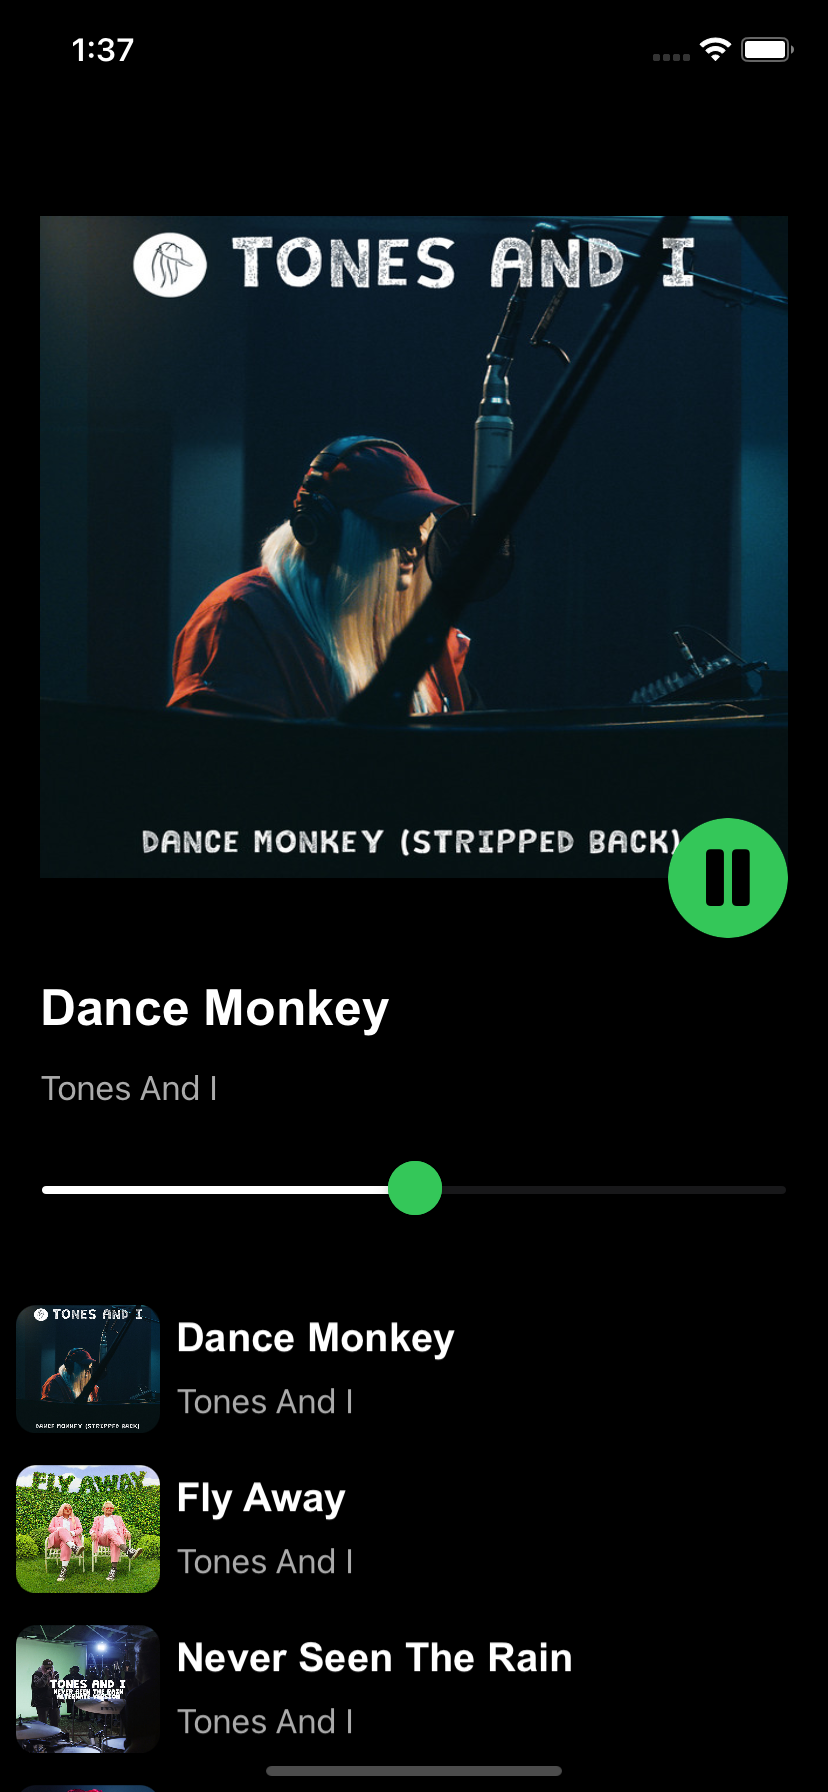 1:37
TONES AND I
DANCE MONKEY (STRIPPED BACK)
Dance Monkey
Tones And I
TONES AND I
DANCE MONKEY (STRIPPED BACK)
Dance Monkey
Tones And I
FLY AWAY
Fly Away
Tones And I
TONES AND I
NEVER SEEN THE RAIN
ALTERNATE VERSION
Never Seen The Rain
Tones And I